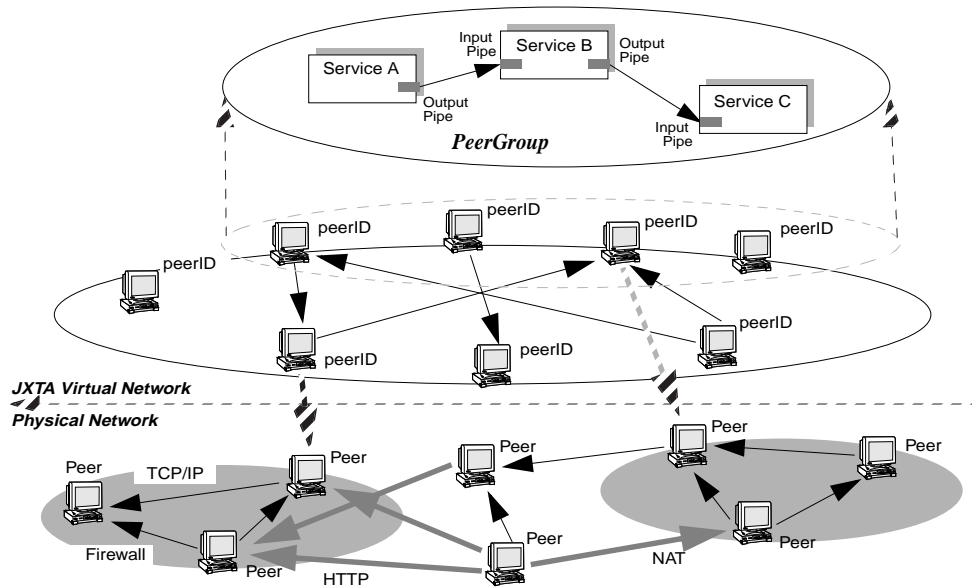 Input
Pipe
Service B
Output
Pipe
Service A
Output
Pipe
Service C
Input
Pipe
PeerGroup
peerID
peerID
peerID
peerID
peerID
peerID
peerID
peerID
JXTA Virtual Network
Physical Network
Peer
Peer
Peer
Peer
Peer
TCP/IP
Firewall
Peer
HTTP
Peer
NAT
Peer